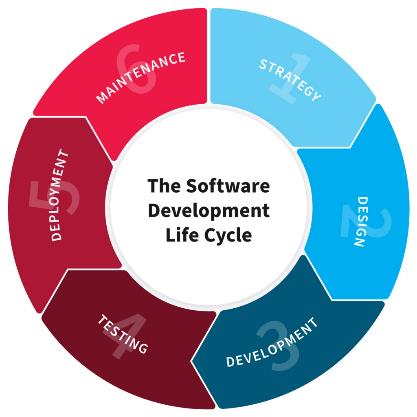 The Software
Development
Life Cycle
1
STRATEGY
2
DESIGN
3
DEVELOPMENT
4
TESTING
5
DEPLOYMENT
6
MAINTENANCE